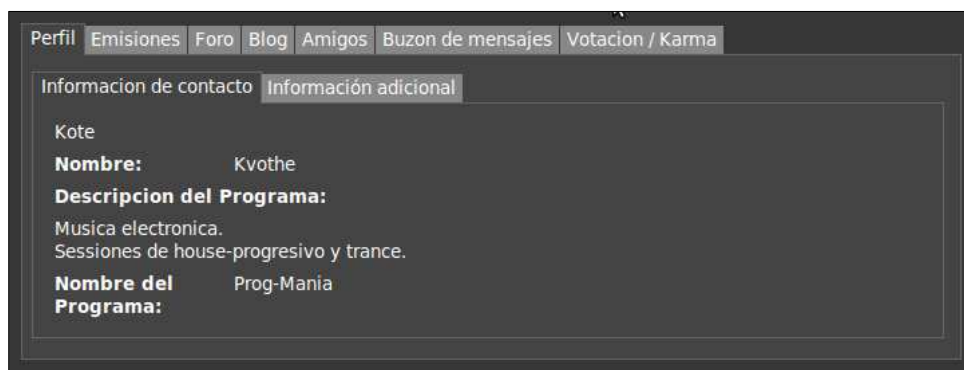 Perfil Emisiones Foro Blog Amigos Buzon de mensajes Votacion / Karma
Informacion de contacto Información adicional
Kote
Nombre: Kvothe
Descripcion del Programa:
Musica electronica.
Sessiones de house-progresivo y trance.
Nombre del Prog-Mania
Programa: